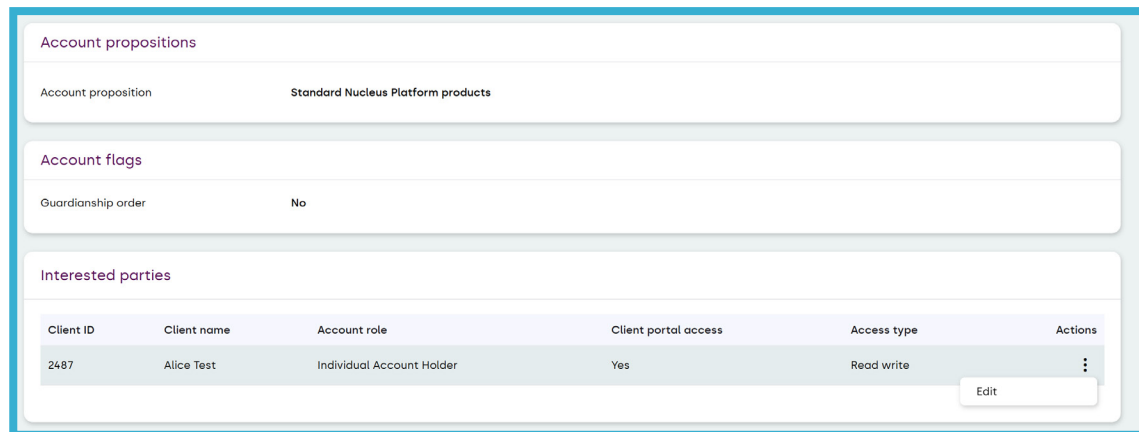 Account propositions
Account proposition Standard Nucleus Platform products
Account flags
Guardianship order No
Interested parties
Client ID Client name Account role Client portal access Access type Actions
2487 Alice Test Individual Account Holder Yes Read write
Edit